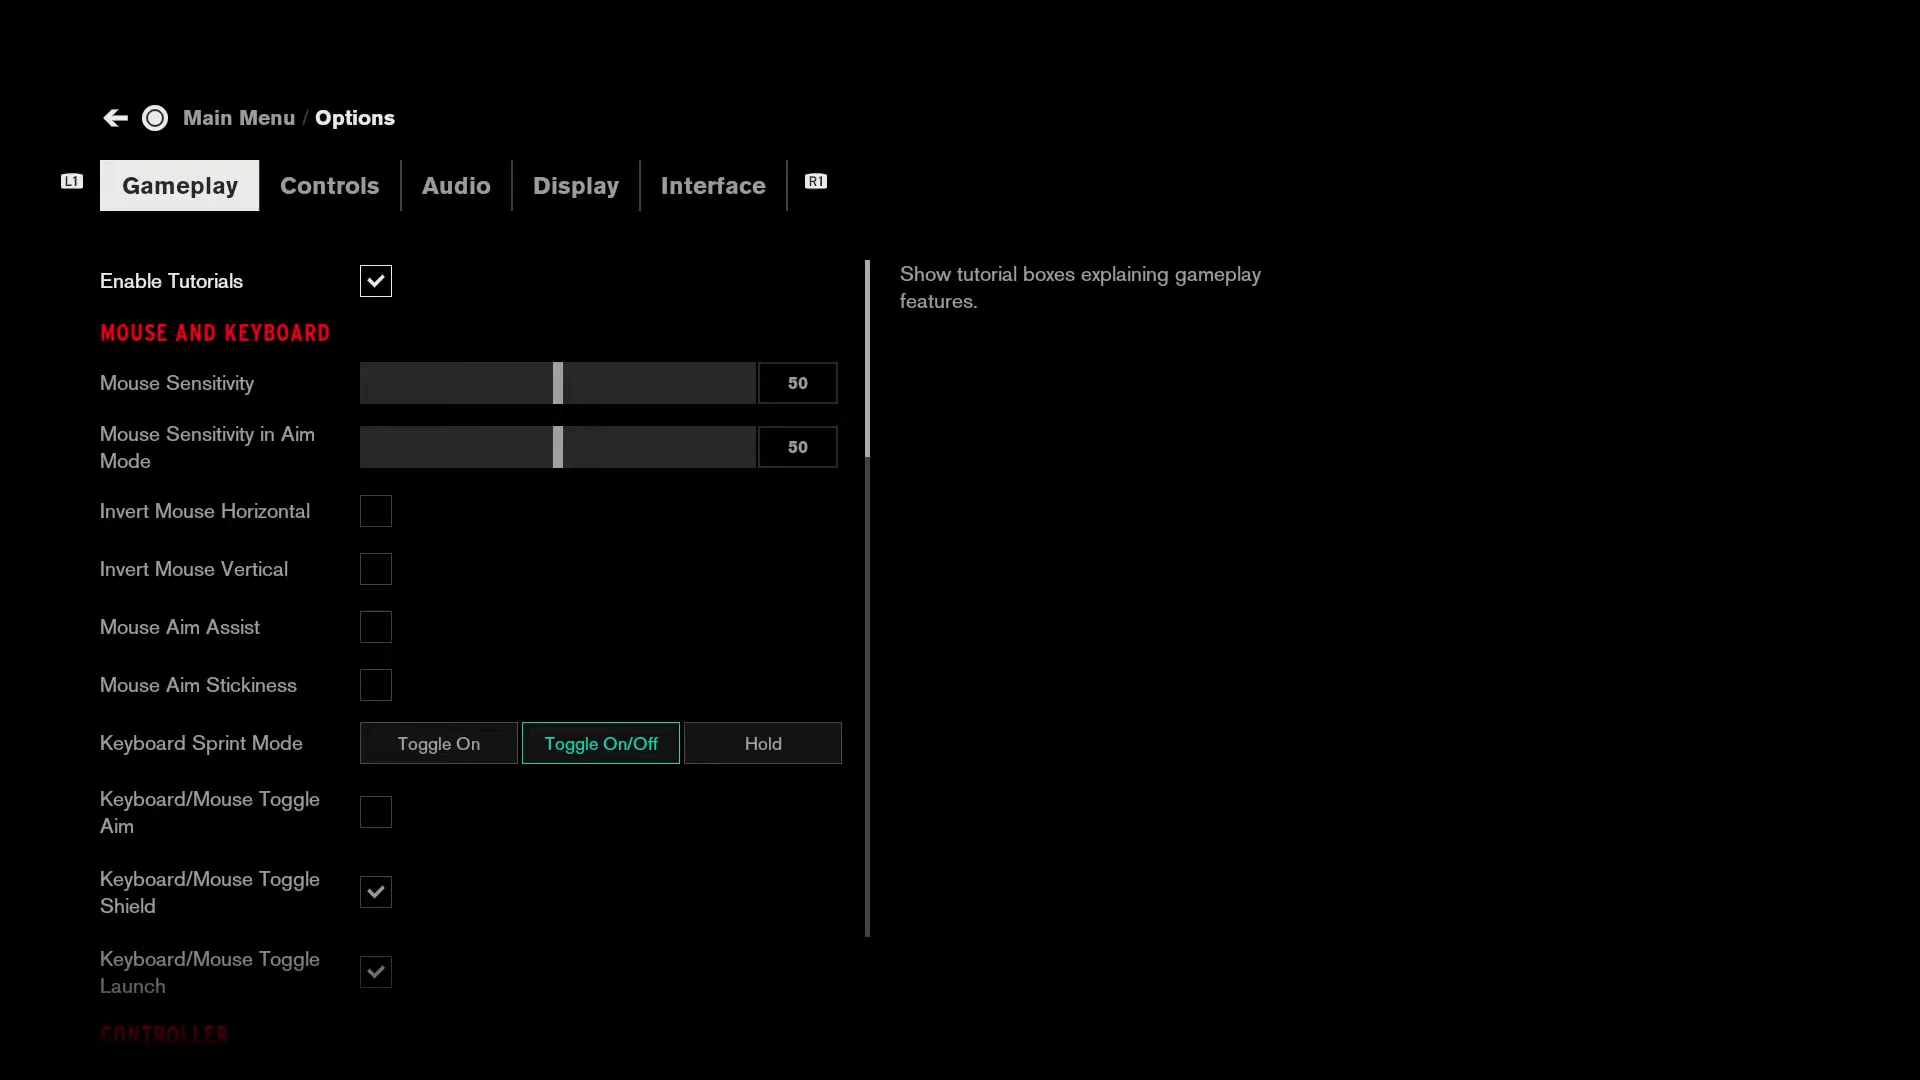 Main Menu / Options
L1 Gameplay Controls Audio Display Interface R1
Enable Tutorials
Show tutorial boxes explaining gameplay
features.
MOUSE AND KEYBOARD
Mouse Sensitivity 50
Mouse Sensitivity in Aim
Mode 50
Invert Mouse Horizontal
Invert Mouse Vertical
Mouse Aim Assist
Mouse Aim Stickiness
Keyboard Sprint Mode Toggle On Toggle On/Off Hold
Keyboard/Mouse Toggle
Aim
Keyboard/Mouse Toggle
Shield
Keyboard/Mouse Toggle
Launch
CONTROLLER